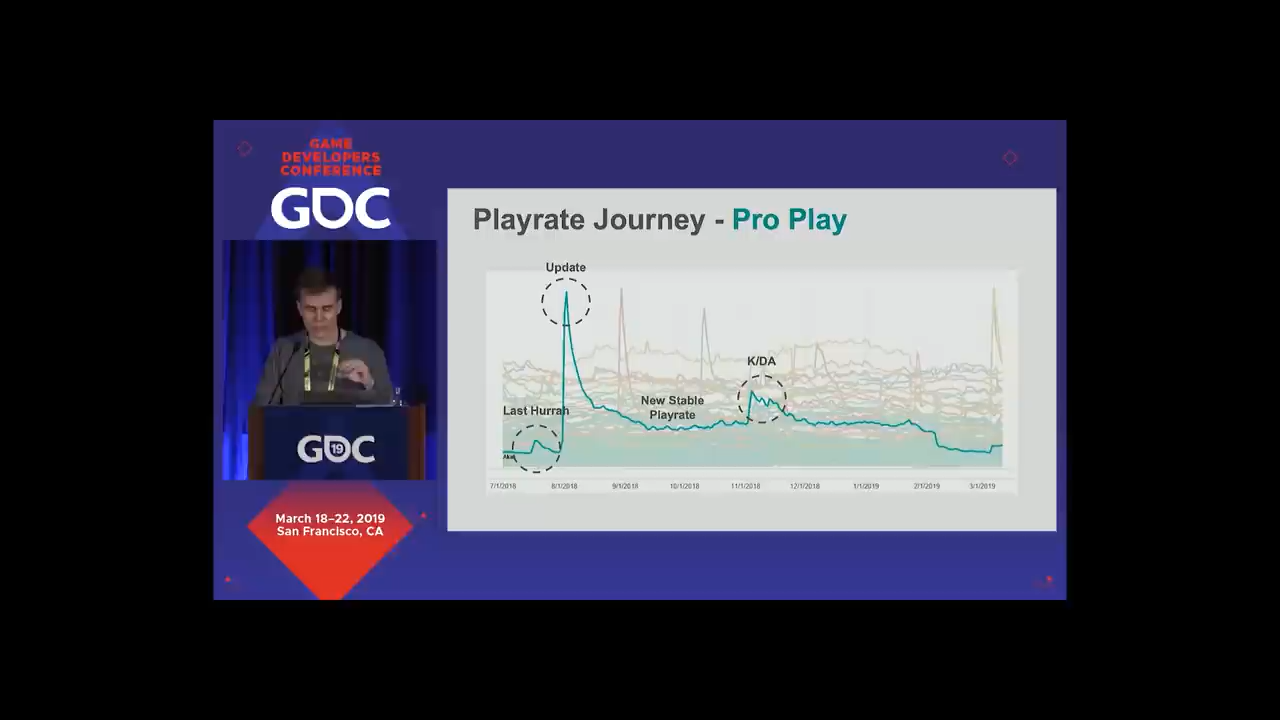 GAME
DEVELOPERS
CONFERENCE
GDC
Playrate Journey - Pro Play
Update
K/DA
New Stable
Playrate
Last Hurrah
7/1/2018
8/1/2018
9/1/2018
10/1/2018
11/1/2018
12/1/2018
1/1/2019
2/1/2019
3/1/2019
GDC
19
March 18–22, 2019
San Francisco, CA